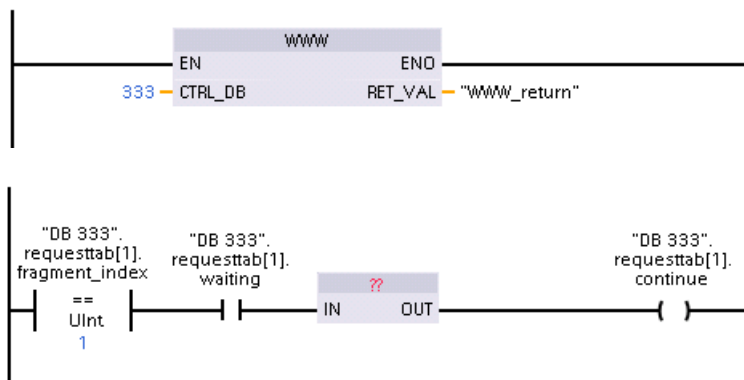 WWW
EN ENO
333 CTRL_DB RET_VAL "WWW_return"
"DB 333". "DB 333". "DB 333".
requesttab[1]. requesttab[1]. requesttab[1].
fragment_index waiting continue
??
==
UInt IN OUT
1